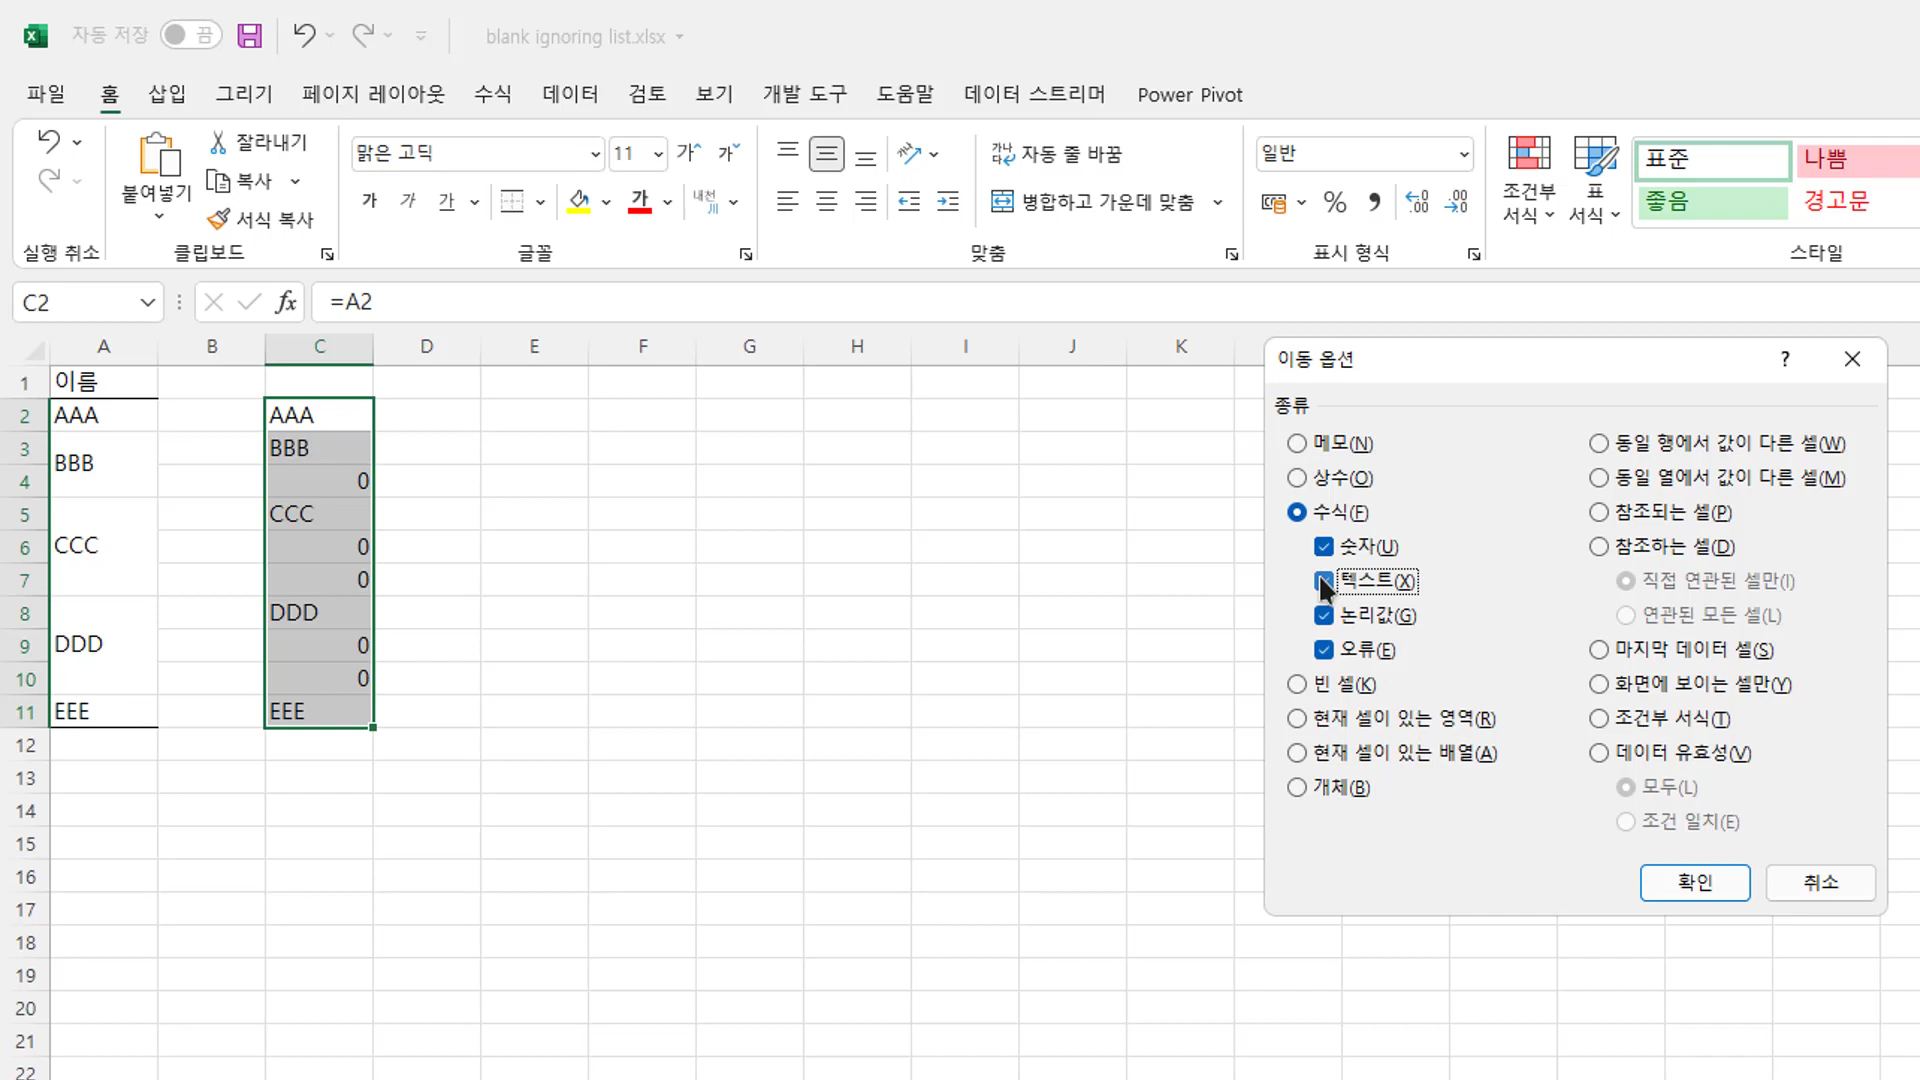 자동 저장 끔 blank ignoring list.xlsx
파일 홈 삽입 그리기 페이지 레이아웃 수식 데이터 검토 보기 개발 도구 도움말 데이터 스트리머 Power Pivot
붙여넣기 잘라내기 복사 서식 복사
맑은 고딕 11 가 가
가 가 가 가 내천
가나다 자동 줄 바꿈
병합하고 가운데 맞춤
일반
% .00
조건부 서식 표 서식
표준 나쁨
좋음 경고문
실행 취소 클립보드 글꼴 맞춤 표시 형식 스타일
C2 fx =A2
A B C D E F G H I J K
1 이름
2 AAA AAA
3 BBB BBB
4 0
5 CCC
6 CCC 0
7 0
8 DDD
9 DDD 0
10 0
11 EEE EEE
12
13
14
15
16
17
18
19
20
21
22
이동 옵션 ?
종류
메모(N) 동일 행에서 값이 다른 셀(W)
상수(O) 동일 열에서 값이 다른 셀(M)
수식(F) 참조되는 셀(P)
숫자(U) 참조하는 셀(D)
텍스트(X) 직접 연관된 셀만(I)
논리값(G) 연관된 모든 셀(L)
오류(E) 마지막 데이터 셀(S)
빈 셀(K) 화면에 보이는 셀만(Y)
현재 셀이 있는 영역(R) 조건부 서식(T)
현재 셀이 있는 배열(A) 데이터 유효성(V)
개체(B) 모두(L)
조건 일치(E)
확인 취소